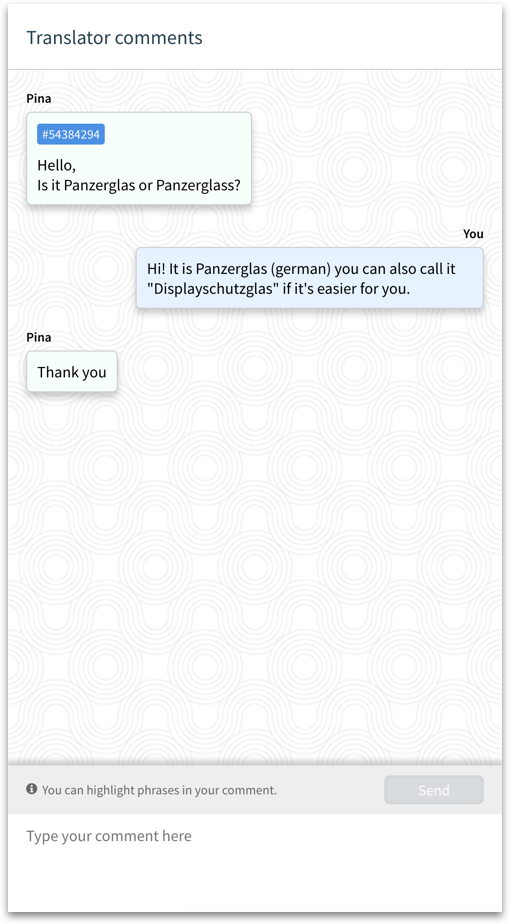 Translator comments
Pina
#54384294
Hello,
Is it Panzerglas or Panzerglass?
You
Hi! It is Panzerglas (german) you can also call it
"Displayschutzglas" if it's easier for you.
Pina
Thank you
You can highlight phrases in your comment.
Send
Type your comment here